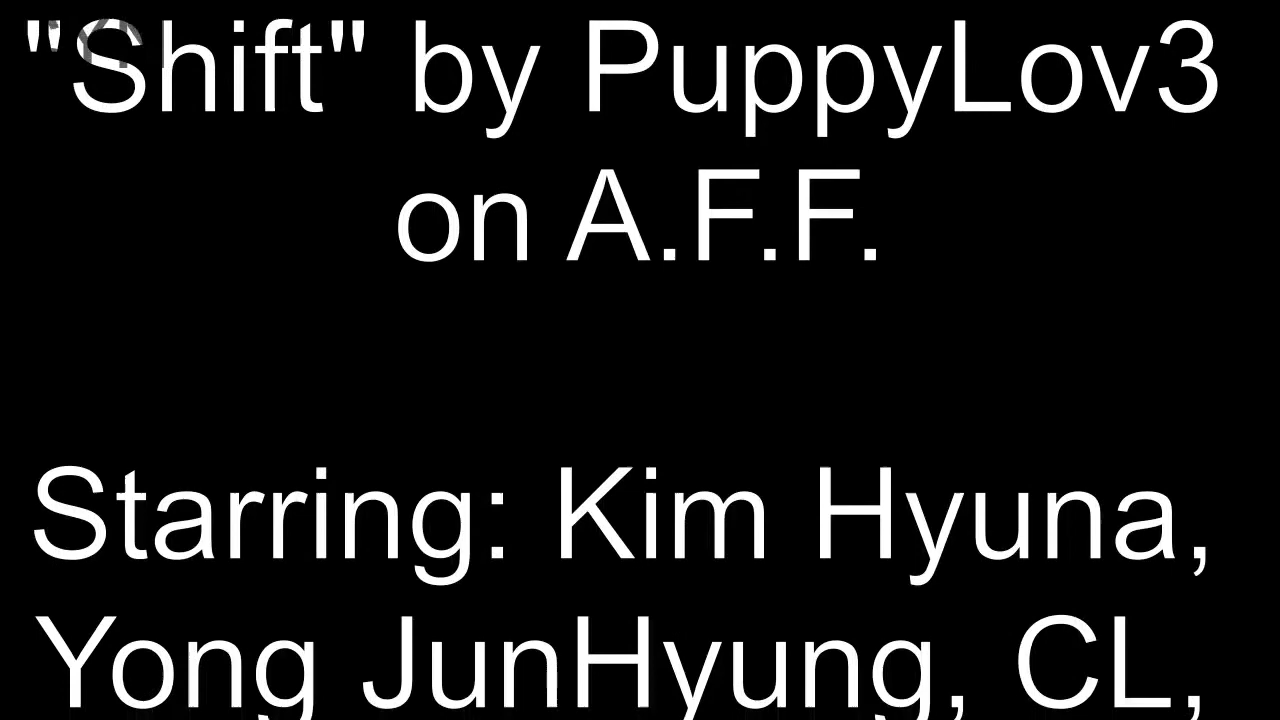 "Shift" by PuppyLov3
on A.F.F.
Starring: Kim Hyuna,
Yong JunHyung, CL,